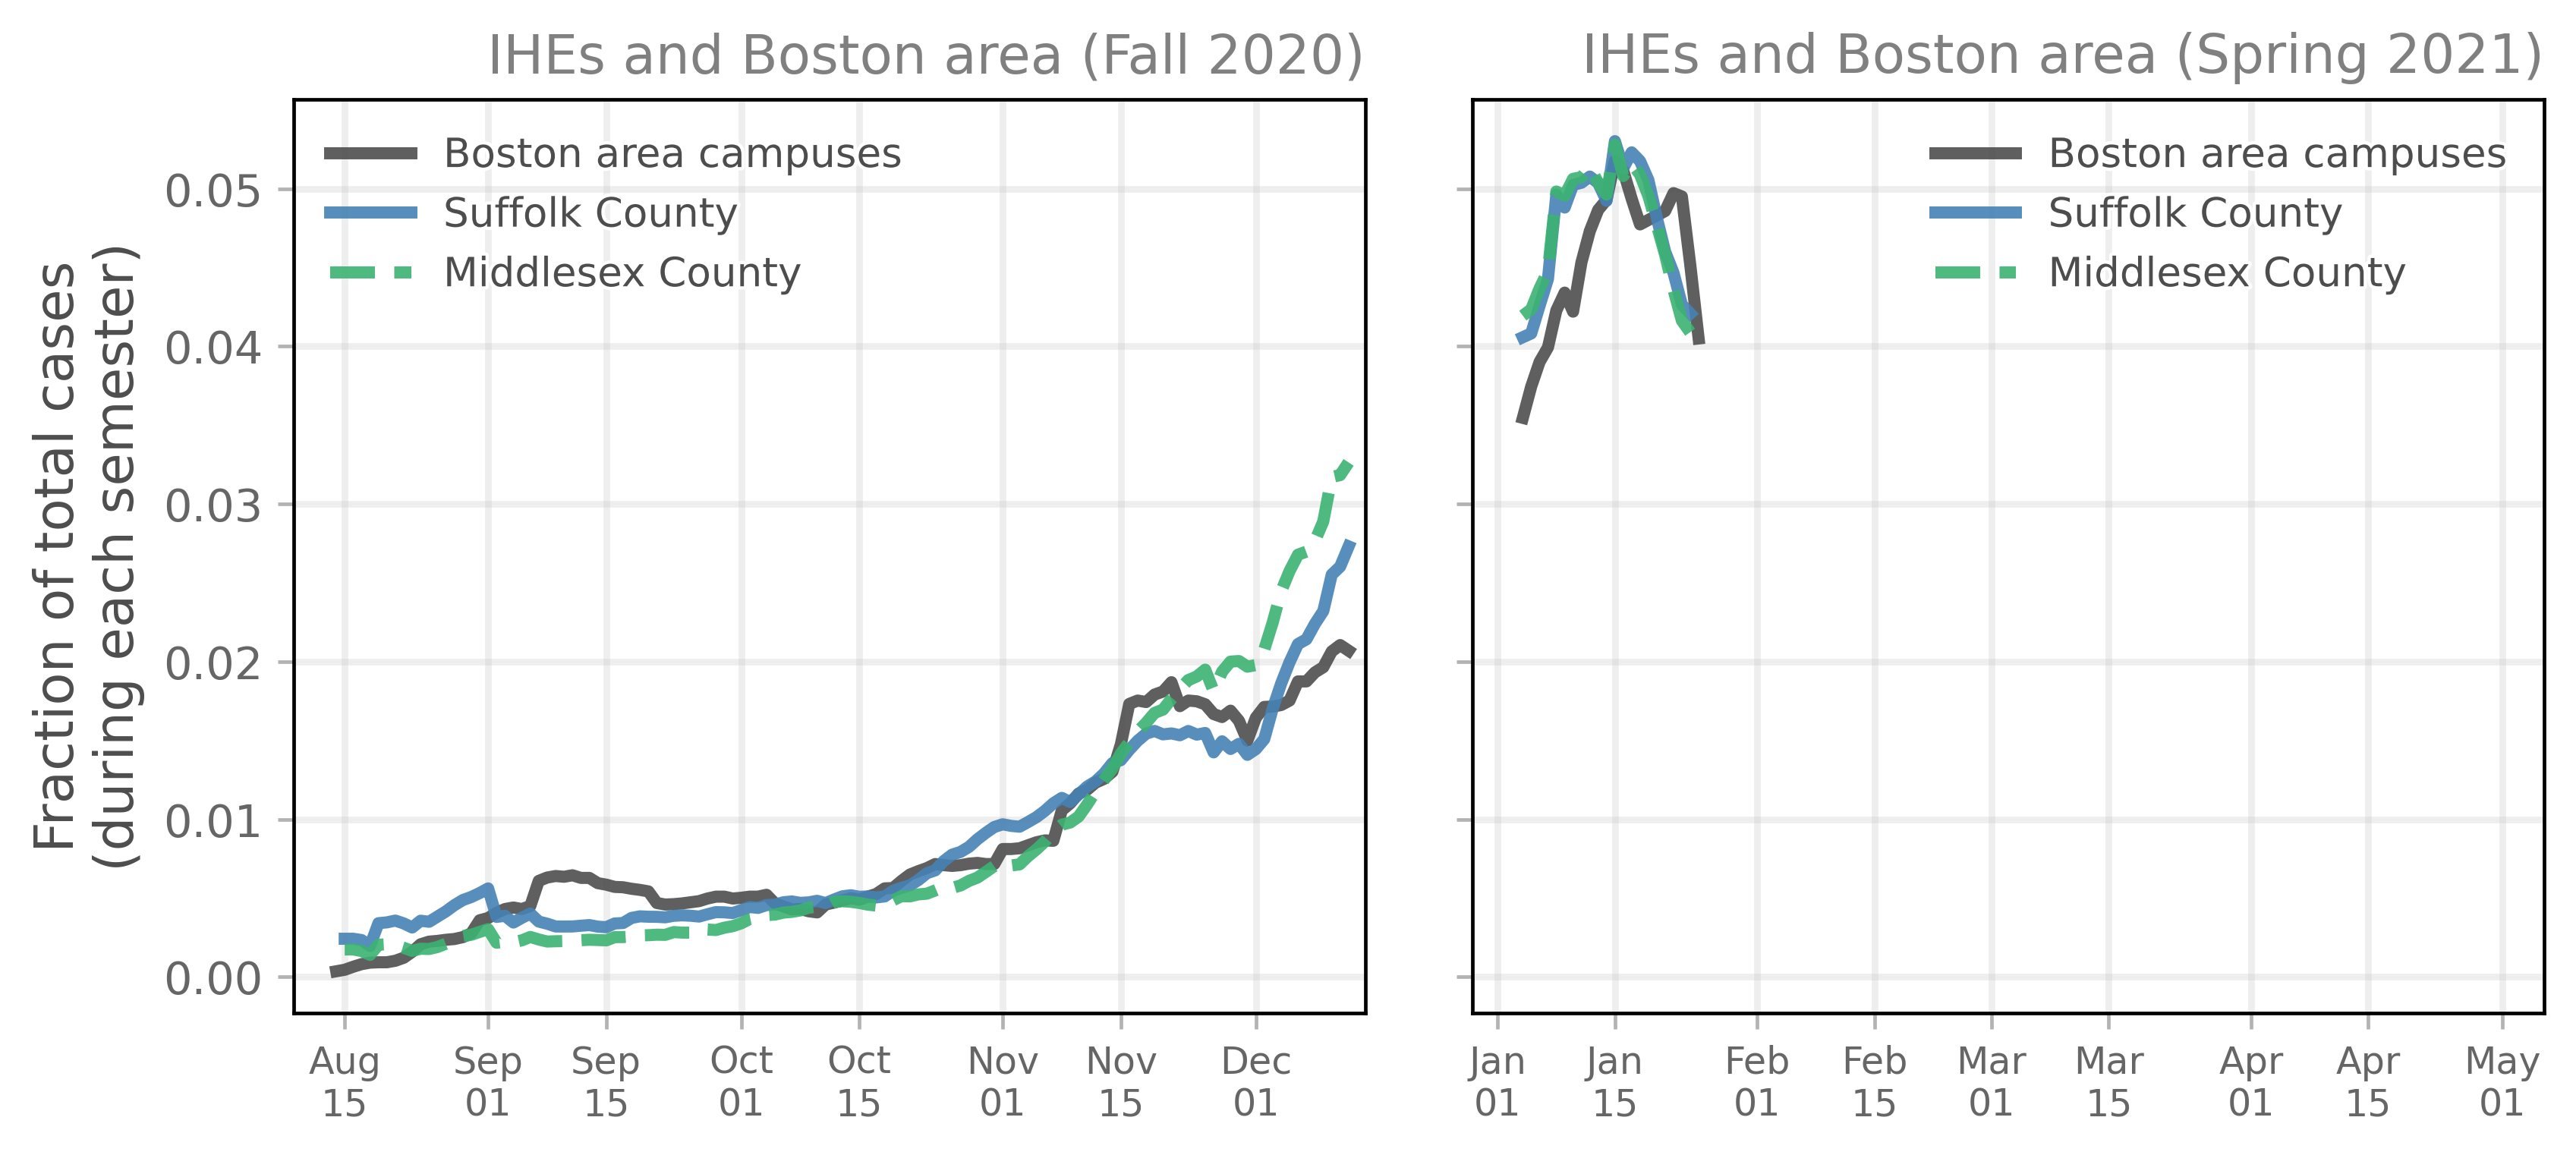 IHEs and Boston area (Fall 2020)
Boston area campuses
Suffolk County
Middlesex County
Fraction of total cases
(during each semester)
0.05
0.04
0.03
0.02
0.01
0.00
Aug Sep Sep Oct Oct Nov Nov Dec
15 01 15 01 15 01 15 01
IHEs and Boston area (Spring 2021)
Boston area campuses
Suffolk County
Middlesex County
Jan Jan Feb Feb Mar Mar Apr Apr May
01 15 01 15 01 15 01 15 01